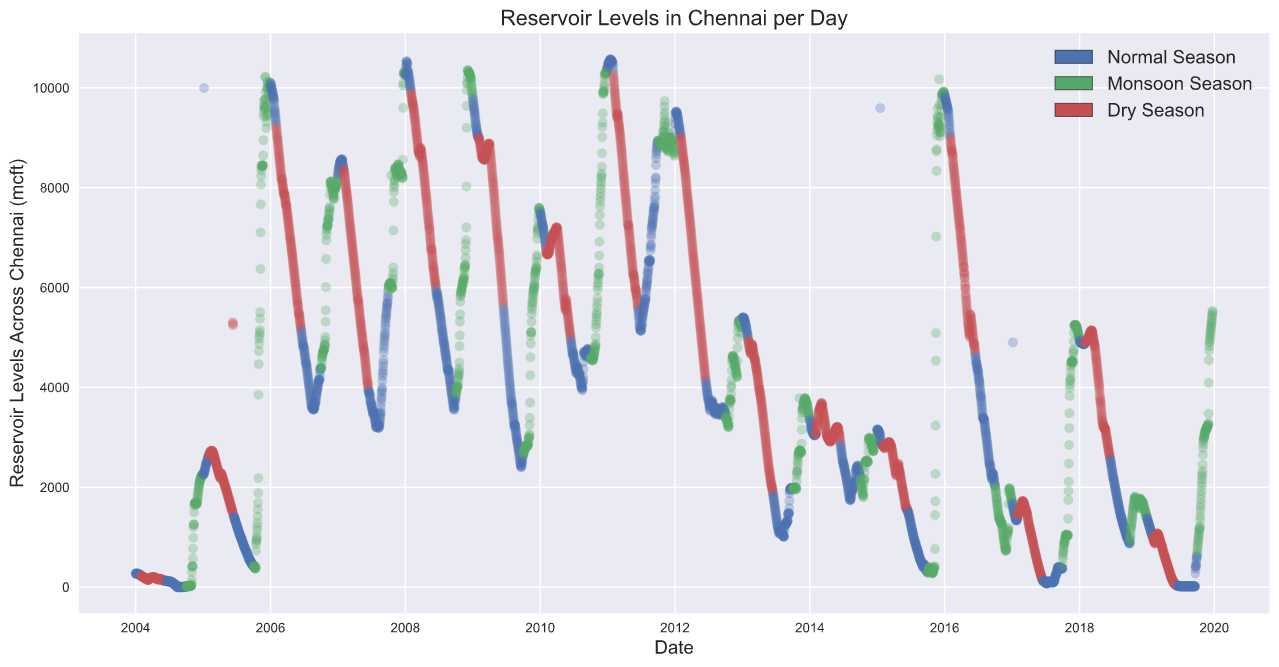 Reservoir Levels in Chennai per Day
Normal Season
Monsoon Season
Dry Season
Reservoir Levels Across Chennai (mcft)
10000
8000
6000
4000
2000
0
2004 2006 2008 2010 2012 2014 2016 2018 2020
Date